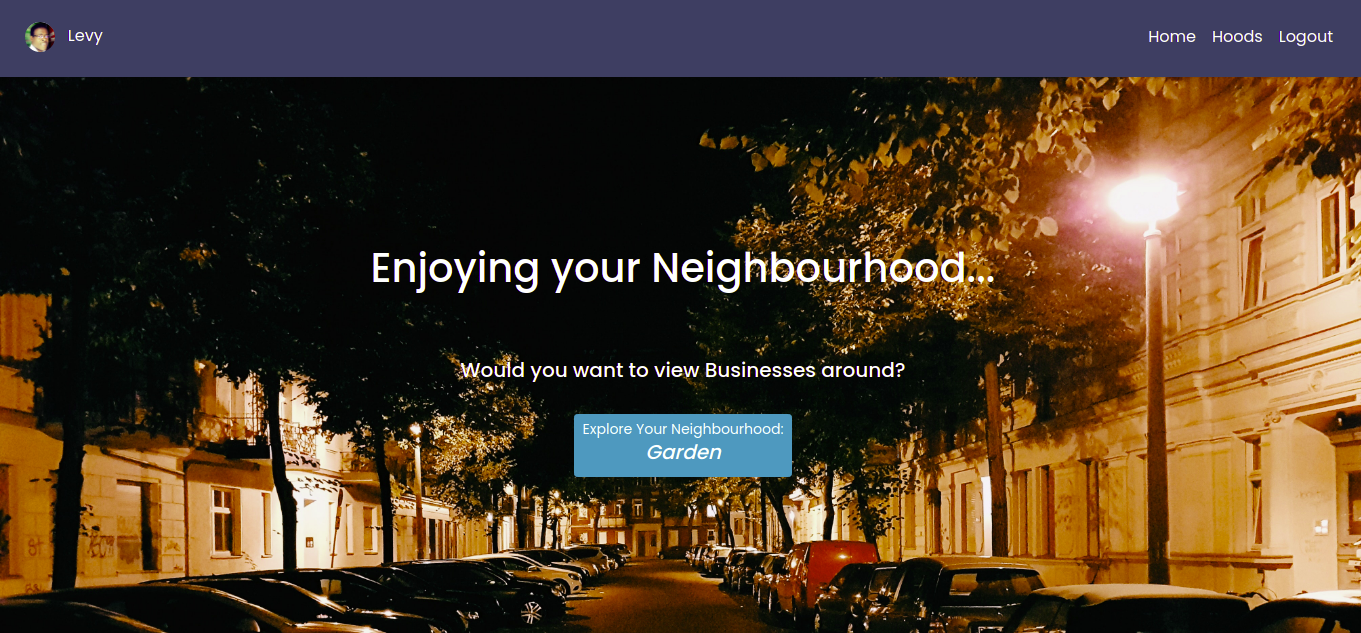 Levy
Home Hoods Logout
Enjoying your Neighbourhood...
Would you want to view Businesses around?
Explore Your Neighbourhood:
Garden